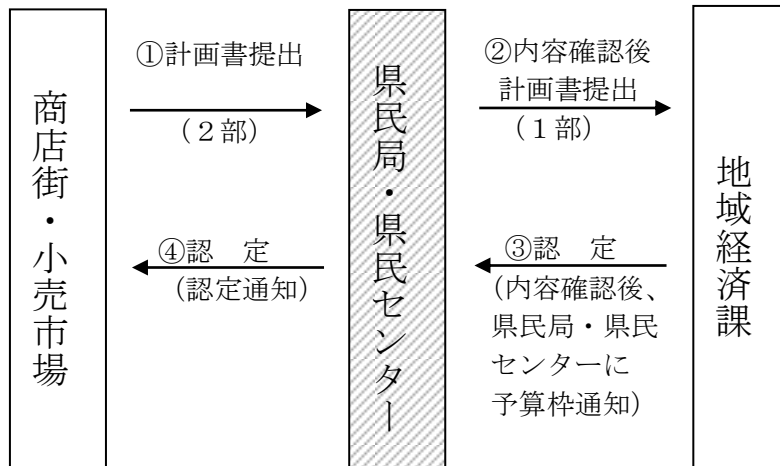 商店街・小売市場
①計画書提出
（２部）
④認　定
（認定通知）
県民局・県民センター
②内容確認後
計画書提出
（１部）
③認　定
（内容確認後、
県民局・県民
センターに
予算枠通知）
地域経済課